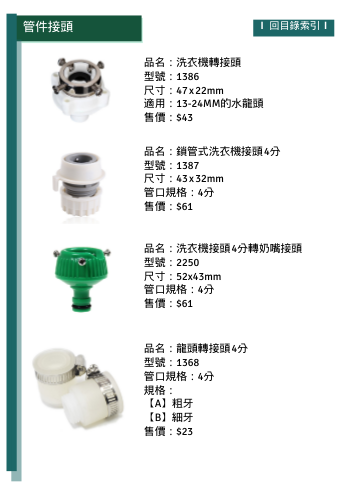 管件接頭
I 回目錄索引 I
品名：洗衣機轉接頭
型號：1386
尺寸：47x22mm
適用：13-24MM的水龍頭
售價：$43
品名：鎖管式洗衣機接頭4分
型號：1387
尺寸：43x32mm
管口規格：4分
售價：$61
品名：洗衣機接頭4分轉奶嘴接頭
型號：2250
尺寸：52x43mm
管口規格：4分
售價：$61
品名：龍頭轉接頭4分
型號：1368
管口規格：4分
規格：
【A】粗牙
【B】細牙
售價：$23